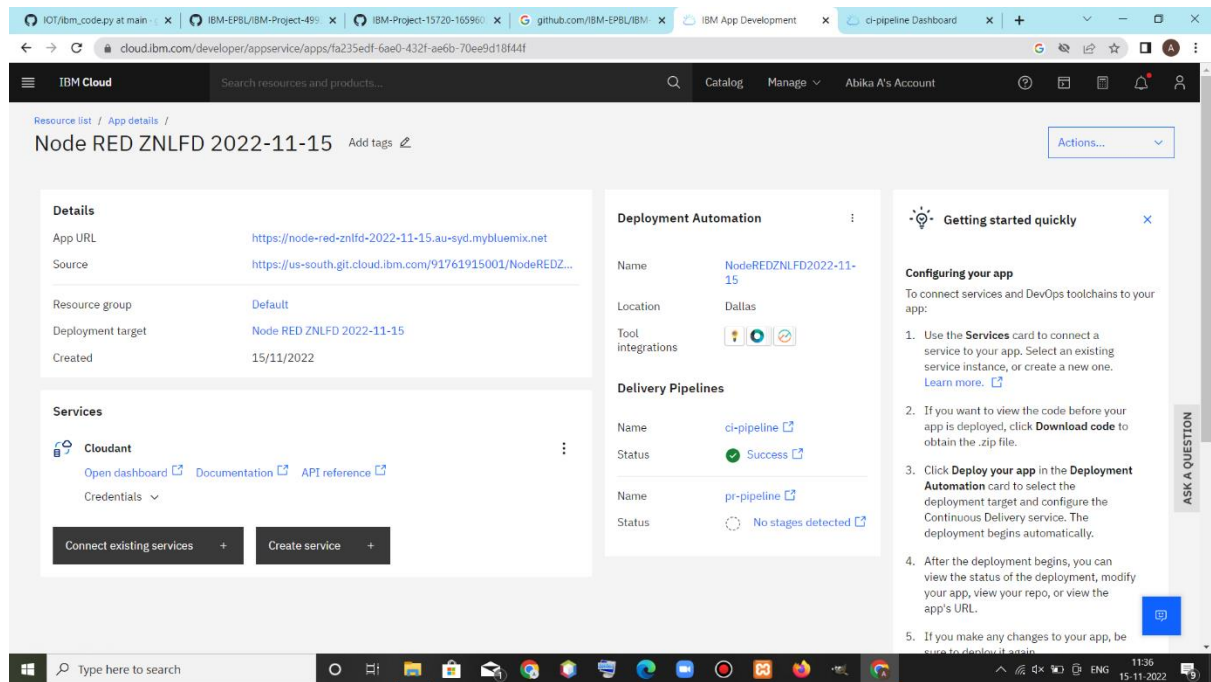 IOT/ibm_code.py at main · g
IBM-EPBL/IBM-Project-499
IBM-Project-15720-165960
github.com/IBM-EPBL/IBM-
IBM App Development
ci-pipeline Dashboard
cloud.ibm.com/developer/appservice/apps/fa235edf-6ae0-432f-ae6b-70ee9d18f44f
A
IBM Cloud
Search resources and products...
Catalog
Manage
Abika A's Account
Resource list / App details /
Node RED ZNLFD 2022-11-15
Add tags
Actions...
Details
App URL
https://node-red-znlfd-2022-11-15.au-syd.mybluemix.net
Source
https://us-south.git.cloud.ibm.com/91761915001/NodeREDZ...
Resource group
Default
Deployment target
Node RED ZNLFD 2022-11-15
Created
15/11/2022
Services
Cloudant
Open dashboard
Documentation
API reference
Credentials
Connect existing services +
Create service +
Deployment Automation
Name
NodeREDZNLFD2022-11-
15
Location
Dallas
Tool
integrations
Delivery Pipelines
Name
ci-pipeline
Status
Success
Name
pr-pipeline
Status
No stages detected
Getting started quickly
Configuring your app
To connect services and DevOps toolchains to your
app:
1. Use the Services card to connect a
service to your app. Select an existing
service instance, or create a new one.
Learn more.
2. If you want to view the code before your
app is deployed, click Download code to
obtain the .zip file.
3. Click Deploy your app in the Deployment
Automation card to select the
deployment target and configure the
Continuous Delivery service. The
deployment begins automatically.
4. After the deployment begins, you can
view the status of the deployment, modify
your app, view your repo, or view the
app's URL.
5. If you make any changes to your app, be
sure to deploy it again
ASK A QUESTION
Type here to search
ENG
11:36
15-11-2022